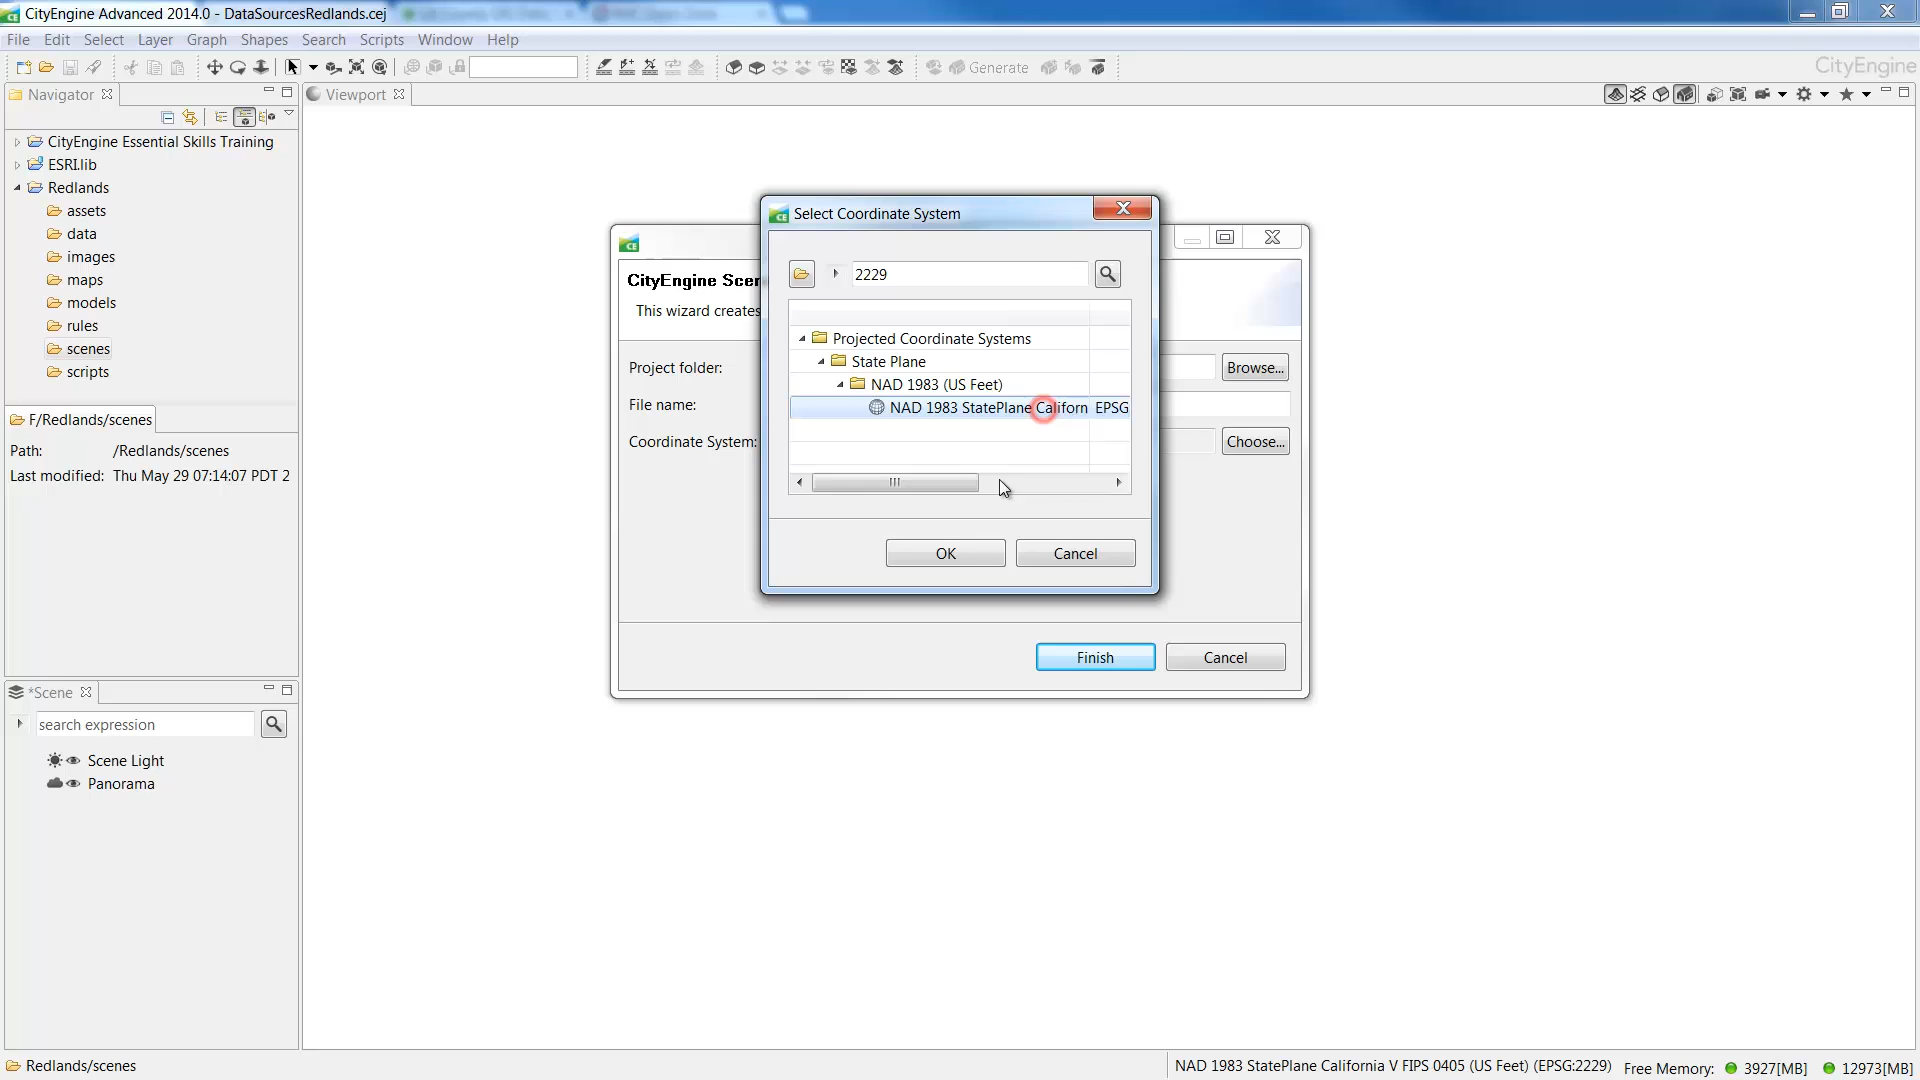 CityEngine Advanced 2014.0 - DataSourcesRedlands.cej
File Edit Select Layer Graph Shapes Search Scripts Window Help
Generate
CityEngine
Navigator
Viewport
CityEngine Essential Skills Training
ESRI.lib
Redlands
assets
data
images
maps
models
rules
scenes
scripts
F/Redlands/scenes
Path: /Redlands/scenes
Last modified: Thu May 29 07:14:07 PDT 2
*Scene
search expression
Scene Light
Panorama
CityEngine Scen
This wizard creates
Project folder:
Browse...
File name:
Coordinate System:
Choose...
Finish
Cancel
Select Coordinate System
2229
Projected Coordinate Systems
State Plane
NAD 1983 (US Feet)
NAD 1983 StatePlane Californ EPSG
OK
Cancel
Redlands/scenes
NAD 1983 StatePlane California V FIPS 0405 (US Feet) (EPSG:2229)
Free Memory: 3927[MB] 12973[MB]